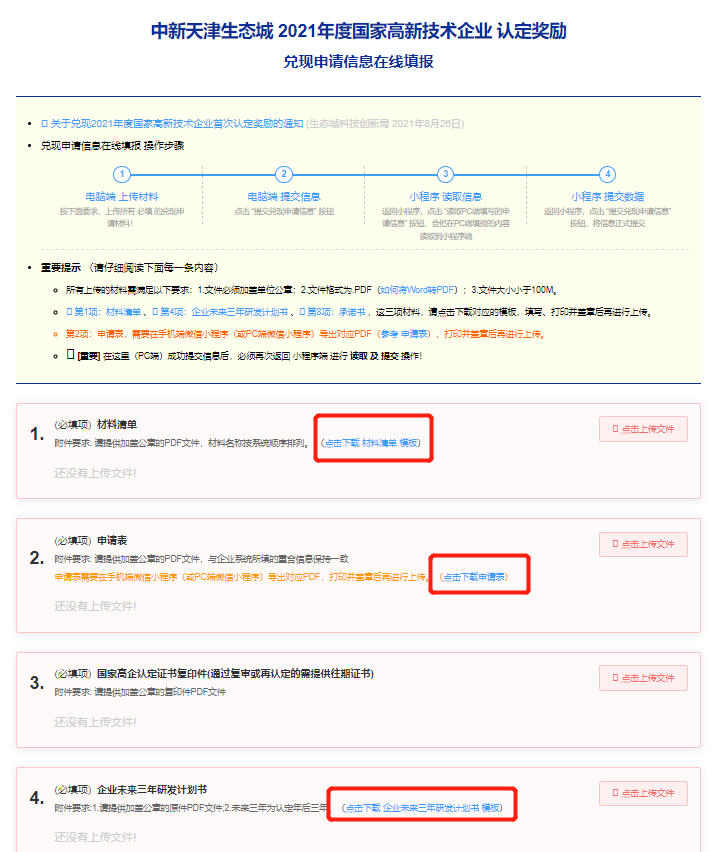 中新天津生态城 2021年度国家高新技术企业 认定奖励
兑现申请信息在线填报
关于兑现2021年度国家高新技术企业首次认定奖励的通知 (生态城科技创新局 2021年8月26日)
兑现申请信息在线填报 操作步骤
1 2 3 4
电脑端 上传材料 电脑端 提交信息 小程序 读取信息 小程序 提交数据
按下面要求，上传所有 必填 的兑现申 点击 "提交兑现申请信息" 按钮 返回小程序，点击 "读取PC端填写的申 返回小程序，点击 "提交兑现申请信息"
请材料！ 请信息" 按钮，会把在PC端填报的内容 按钮，将信息正式提交
读取到小程序端
重要提示 （请仔细阅读下面每一条内容）
所有上传的材料需满足以下要求：1.文件必须加盖单位公章；2.文件格式为.PDF（如何将Word转PDF）；3.文件大小小于100M。
第1项：材料清单 、 第4项：企业未来三年研发计划书 、 第8项：承诺书 ，这三项材料，请点击下载对应的模板，填写、打印并盖章后再进行上传。
第2项：申请表，需要在手机端微信小程序（或PC端微信小程序）导出对应PDF（参考 申请表），打印并盖章后再进行上传。
[重要] 在这里（PC端）成功提交信息后，必须再次返回 小程序端 进行 读取 及 提交 操作！
1. (必填项) 材料清单 点击上传文件
附件要求: 请提供加盖公章的PDF文件，材料名称按系统顺序排列。 （点击下载 材料清单 模板）
还没有上传文件!
2. (必填项) 申请表 点击上传文件
附件要求: 请提供加盖公章的PDF文件，与企业系统所填的重合信息保持一致
申请表需要在手机端微信小程序（或PC端微信小程序）导出对应PDF，打印并盖章后再进行上传。 （点击下载申请表）
还没有上传文件!
3. (必填项) 国家高企认定证书复印件(通过复审或再认定的需提供往期证书) 点击上传文件
附件要求: 请提供加盖公章的复印件PDF文件
还没有上传文件!
4. (必填项) 企业未来三年研发计划书 点击上传文件
附件要求:1.请提供加盖公章的原件PDF文件;2.未来三年为认定年后三年 （点击下载 企业未来三年研发计划书 模板）
还没有上传文件!